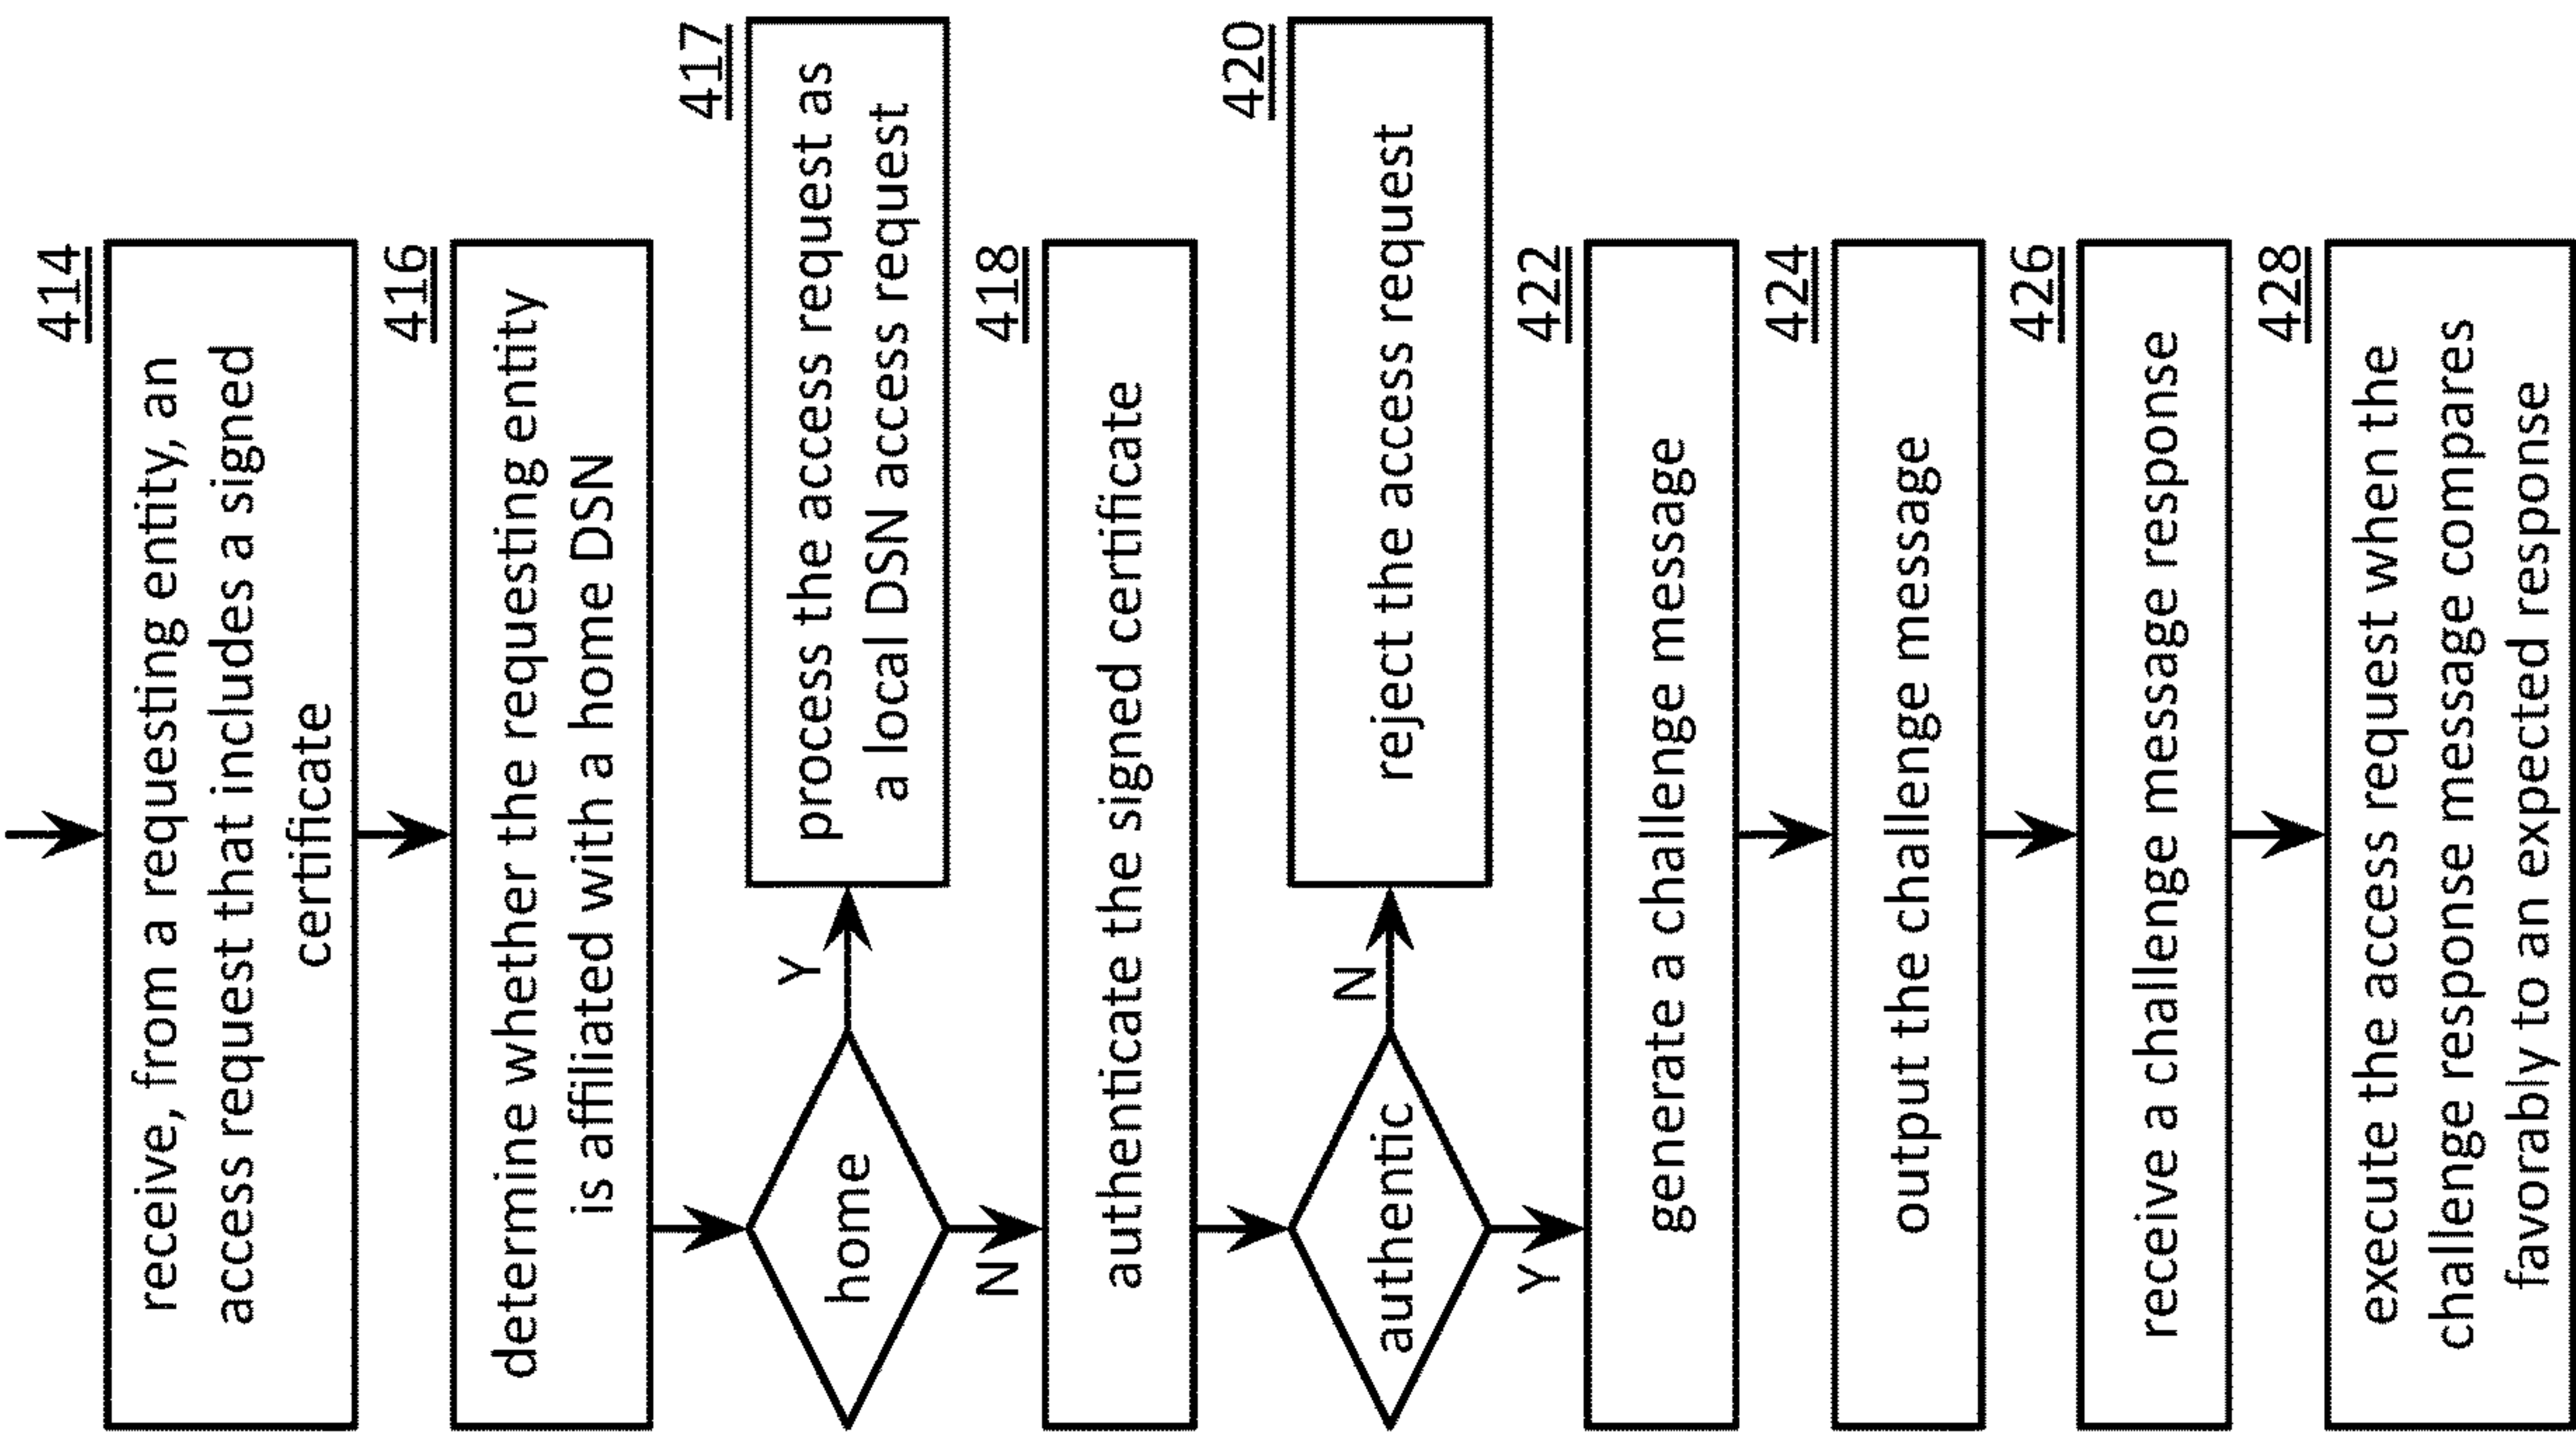 414
receive, from a requesting entity, an
access request that includes a signed
certificate
416
determine whether the requesting entity
is affiliated with a home DSN
home
Y
417
process the access request as
a local DSN access request
N
418
authenticate the signed certificate
authentic
N
420
reject the access request
Y
422
generate a challenge message
424
output the challenge message
426
receive a challenge message response
428
execute the access request when the
challenge response message compares
favorably to an expected response